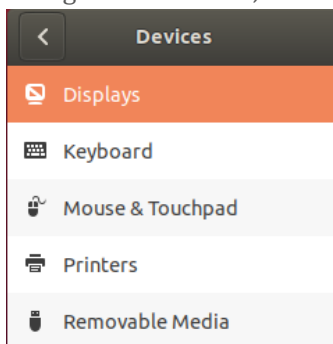 Devices
Displays
Keyboard
Mouse & Touchpad
Printers
Removable Media